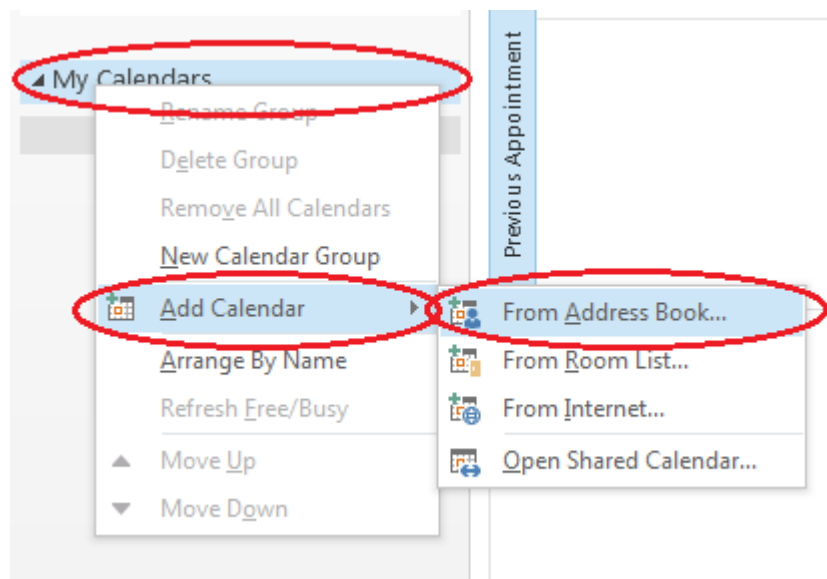 My Calendars
Rename Group
Delete Group
Remove All Calendars
New Calendar Group
Add Calendar
Arrange By Name
Refresh Free/Busy
Move Up
Move Down
From Address Book...
From Room List...
From Internet...
Open Shared Calendar...
Previous Appointment